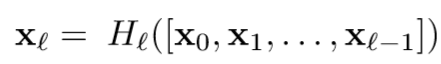 𝐱_ℓ = H_ℓ([𝐱_0, 𝐱_1, . . . , 𝐱_{ℓ−1}])